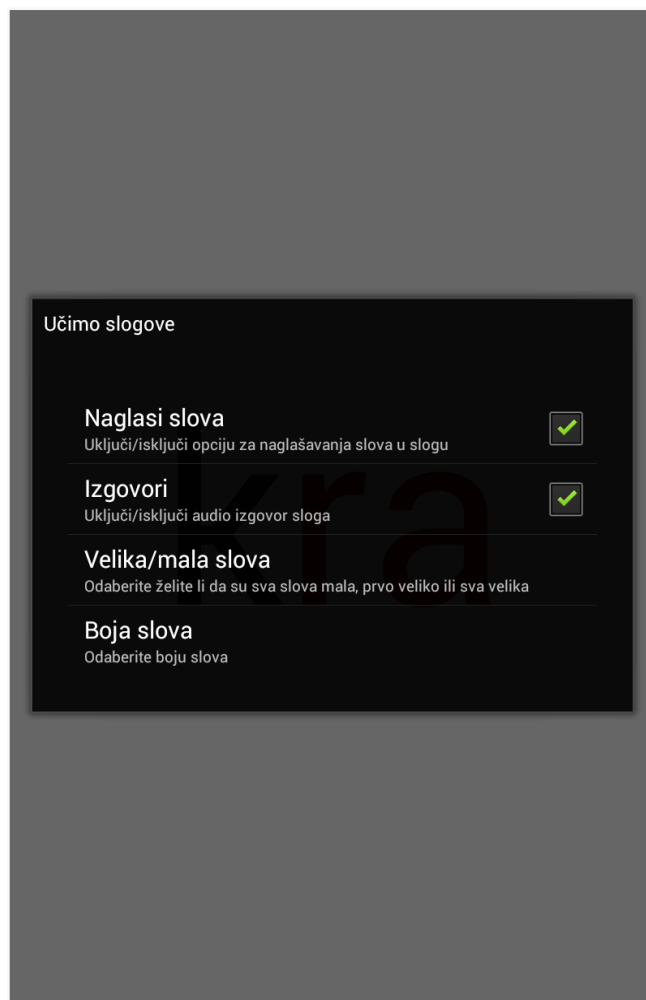 Učimo slogove
Naglasi slova
Uključi/isključi opciju za naglašavanja slova u slogu
Izgovori
Uključi/isključi audio izgovor sloga
Velika/mala slova
Odaberite želite li da su sva slova mala, prvo veliko ili sva velika
Boja slova
Odaberite boju slova
kra